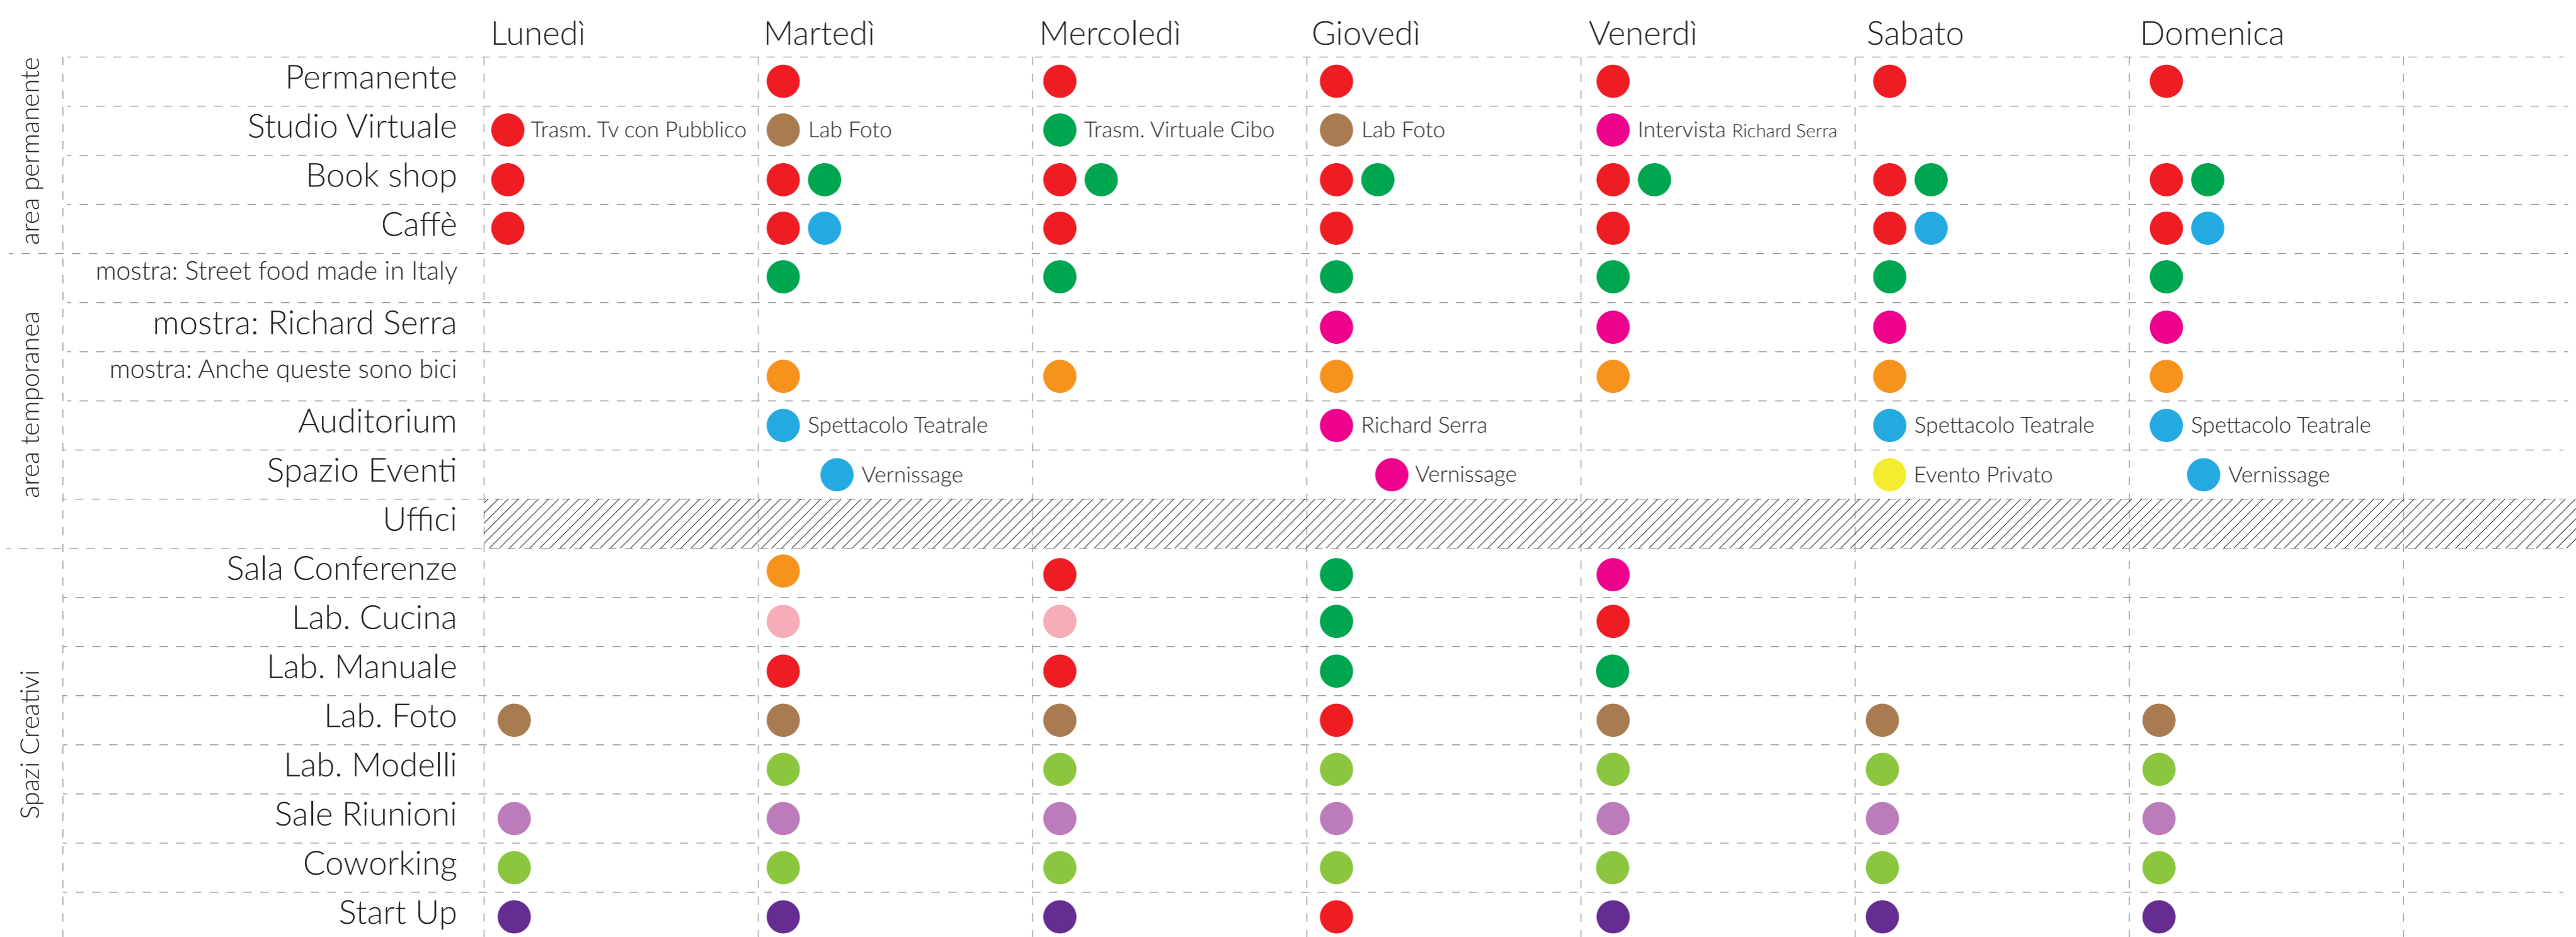 Lunedì Martedì Mercoledì Giovedì Venerdì Sabato Domenica
area permanente
Permanente
Studio Virtuale Trasm. Tv con Pubblico Lab Foto Trasm. Virtuale Cibo Lab Foto Intervista Richard Serra
Book shop
Caffè
area temporanea
mostra: Street food made in Italy
mostra: Richard Serra
mostra: Anche queste sono bici
Auditorium Spettacolo Teatrale Richard Serra Spettacolo Teatrale Spettacolo Teatrale
Spazio Eventi Vernissage Vernissage Evento Privato Vernissage
Uffici
Spazi Creativi
Sala Conferenze
Lab. Cucina
Lab. Manuale
Lab. Foto
Lab. Modelli
Sale Riunioni
Coworking
Start Up